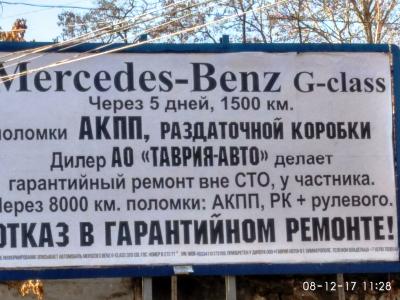 Mercedes-Benz G-class
Через 5 дней, 1500 км.
поломки АКПП, РАЗДАТОЧНОЙ КОРОБКИ
Дилер АО «ТАВРИЯ-АВТО» делает
гарантийный ремонт вне СТО, у участника.
Через 8000 км. поломки: АКПП, РК + рулевого.
ОТКАЗ В ГАРАНТИЙНОМ РЕМОНТЕ!
08-12-17 11:28